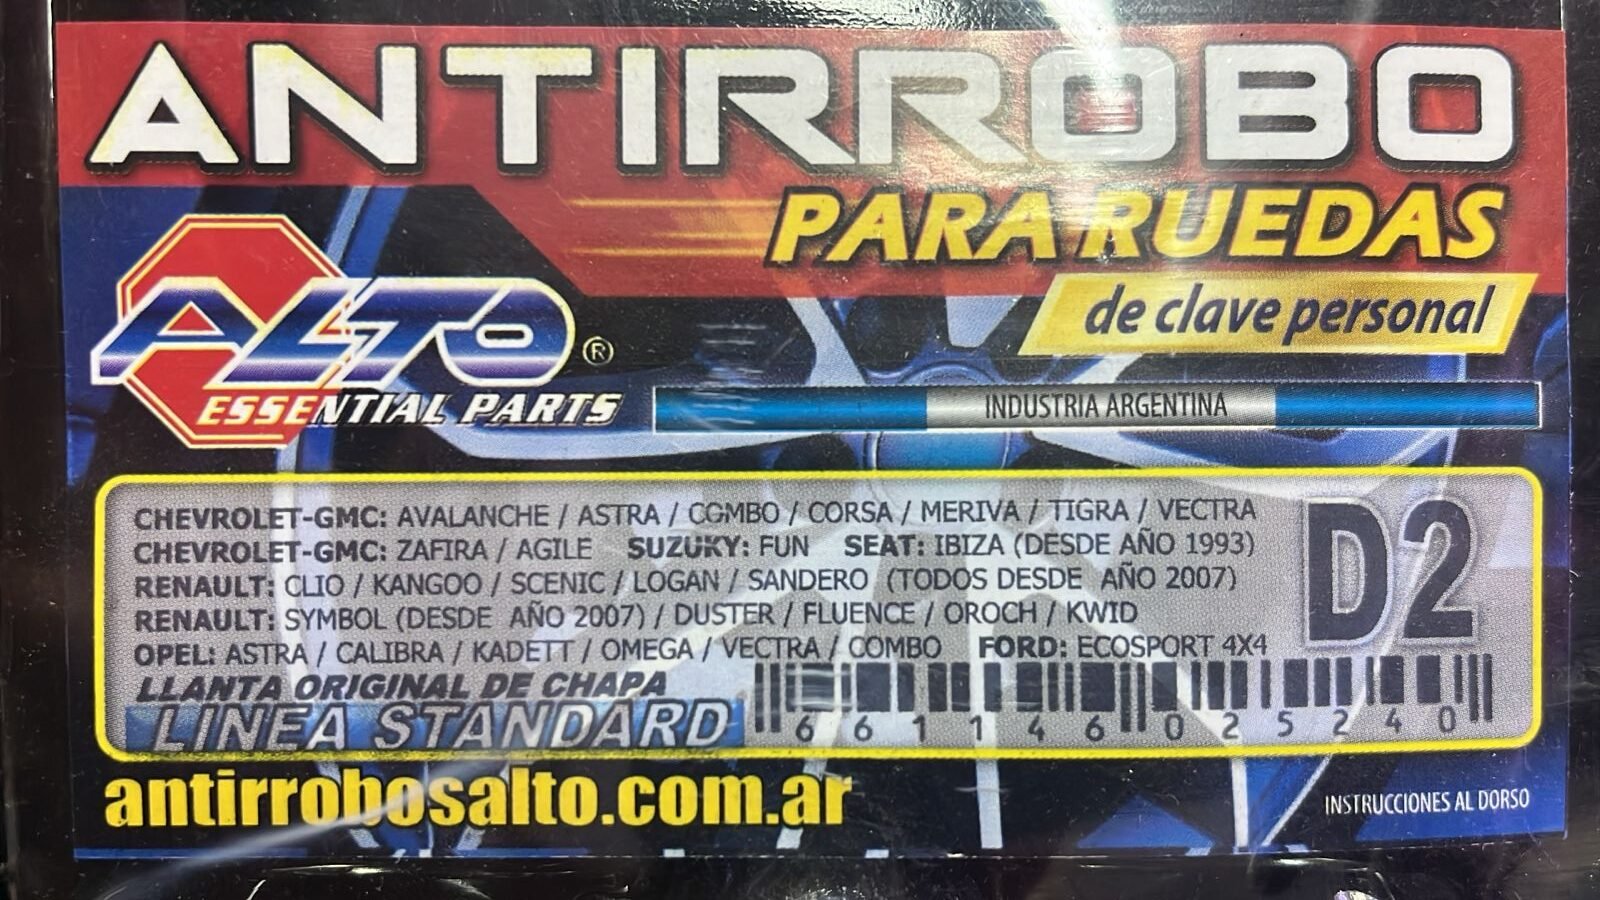 ANTIRROBO
PARA RUEDAS
de clave personal
ALTO ®
ESSENTIAL PARTS
INDUSTRIA ARGENTINA
CHEVROLET-GMC: AVALANCHE / ASTRA / COMBO / CORSA / MERIVA / TIGRA / VECTRA
CHEVROLET-GMC: ZAFIRA / AGILE SUZUKY: FUN SEAT: IBIZA (DESDE AÑO 1993)
RENAULT: CLIO / KANGOO / SCENIC / LOGAN / SANDERO (TODOS DESDE AÑO 2007)
RENAULT: SYMBOL (DESDE AÑO 2007) / DUSTER / FLUENCE / OROCH / KWID
OPEL: ASTRA / CALIBRA / KADETT / OMEGA / VECTRA / COMBO FORD: ECOSPORT 4X4
D2
LLANTA ORIGINAL DE CHAPA
LINEA STANDARD
661146025240
antirrobosalto.com.ar
INSTRUCCIONES AL DORSO